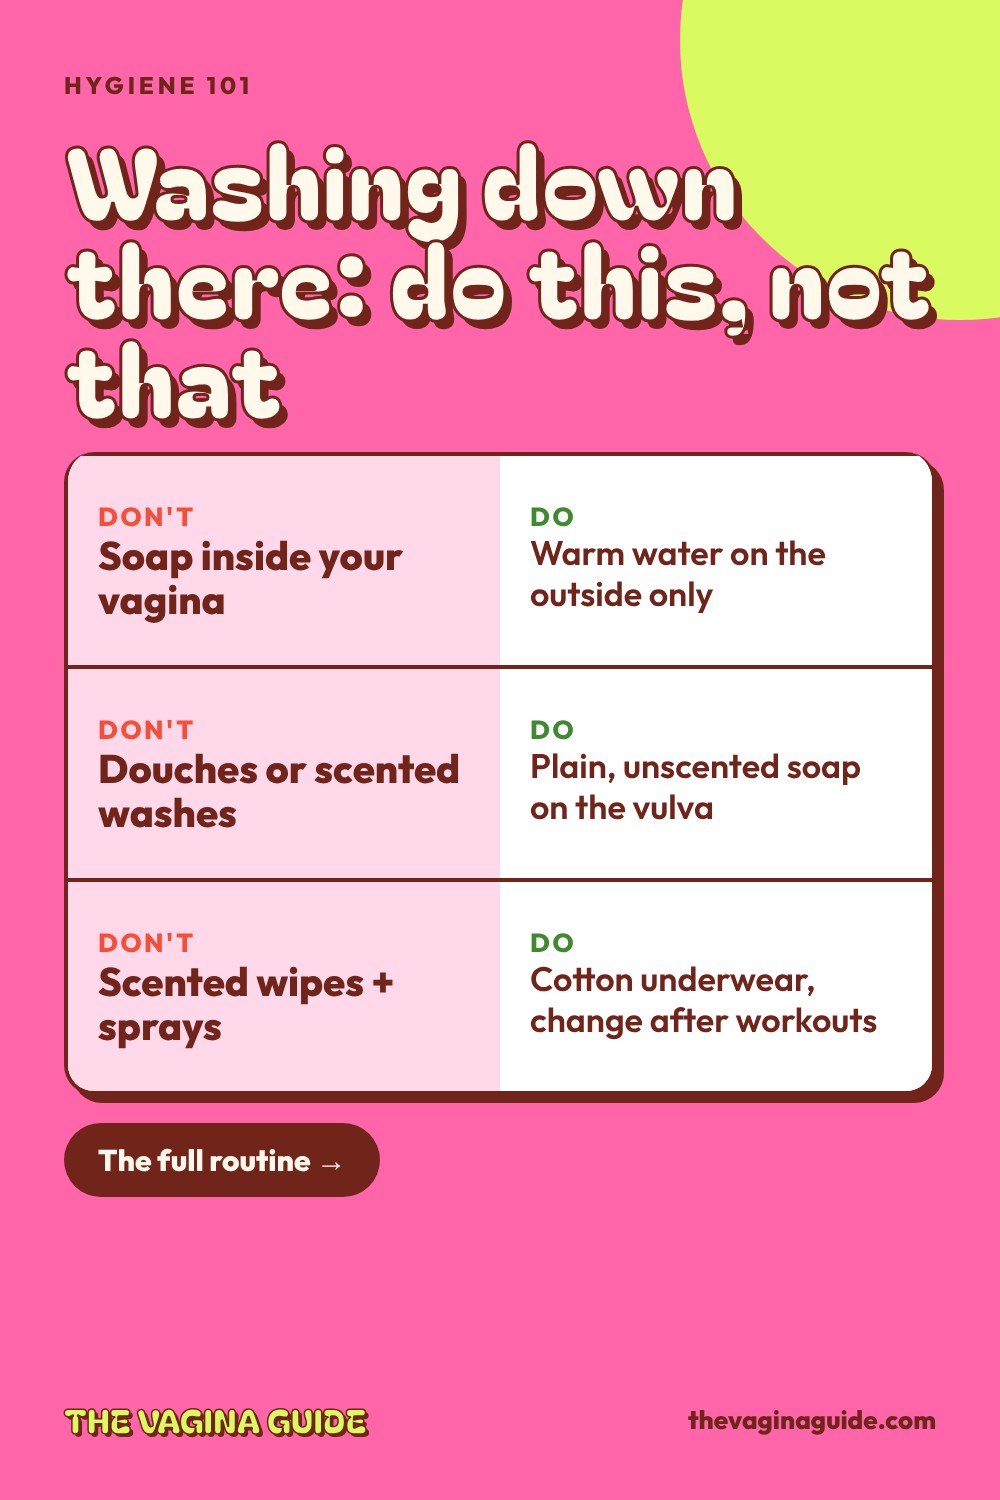 HYGIENE 101
Washing down
there: do this, not
that
DON'T
Soap inside your
vagina
DO
Warm water on the
outside only
DON'T
Douches or scented
washes
DO
Plain, unscented soap
on the vulva
DON'T
Scented wipes +
sprays
DO
Cotton underwear,
change after workouts
The full routine →
THE VAGINA GUIDE
thevaginaguide.com